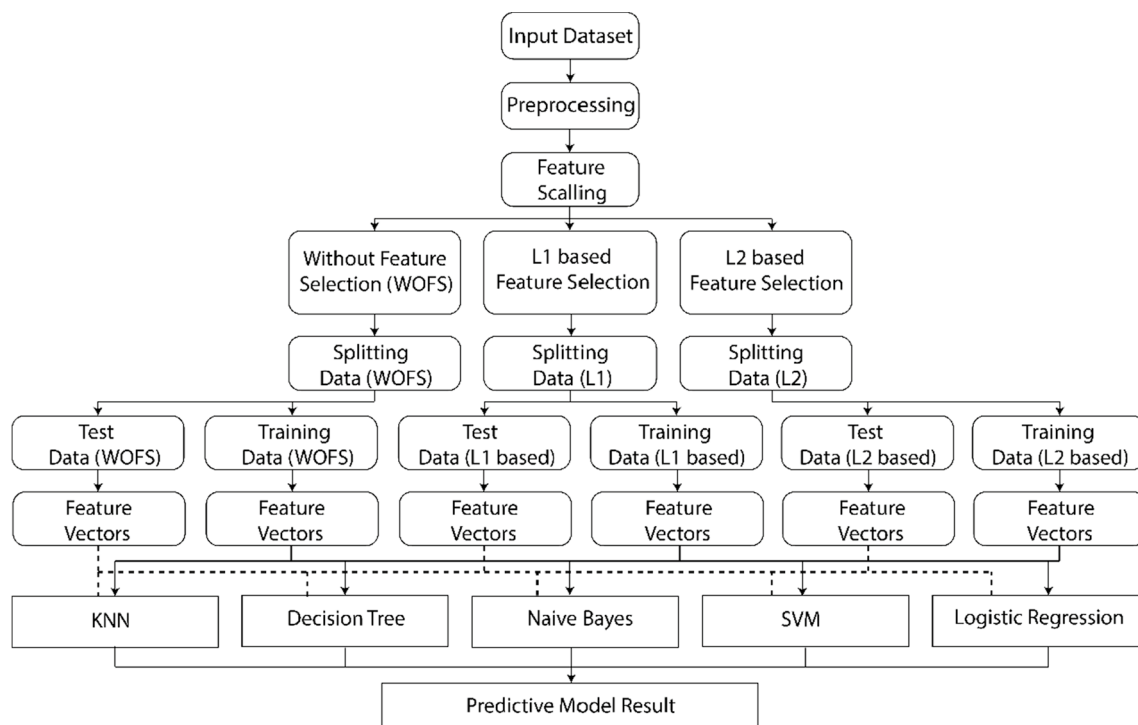 Input Dataset
Preprocessing
Feature
Scalling
Without Feature
Selection (WOFS)
L1 based
Feature Selection
L2 based
Feature Selection
Splitting
Data (WOFS)
Splitting
Data (L1)
Splitting
Data (L2)
Test
Data (WOFS)
Training
Data (WOFS)
Test
Data (L1 based)
Training
Data (L1 based)
Test
Data (L2 based)
Training
Data (L2 based)
Feature
Vectors
Feature
Vectors
Feature
Vectors
Feature
Vectors
Feature
Vectors
Feature
Vectors
KNN
Decision Tree
Naive Bayes
SVM
Logistic Regression
Predictive Model Result